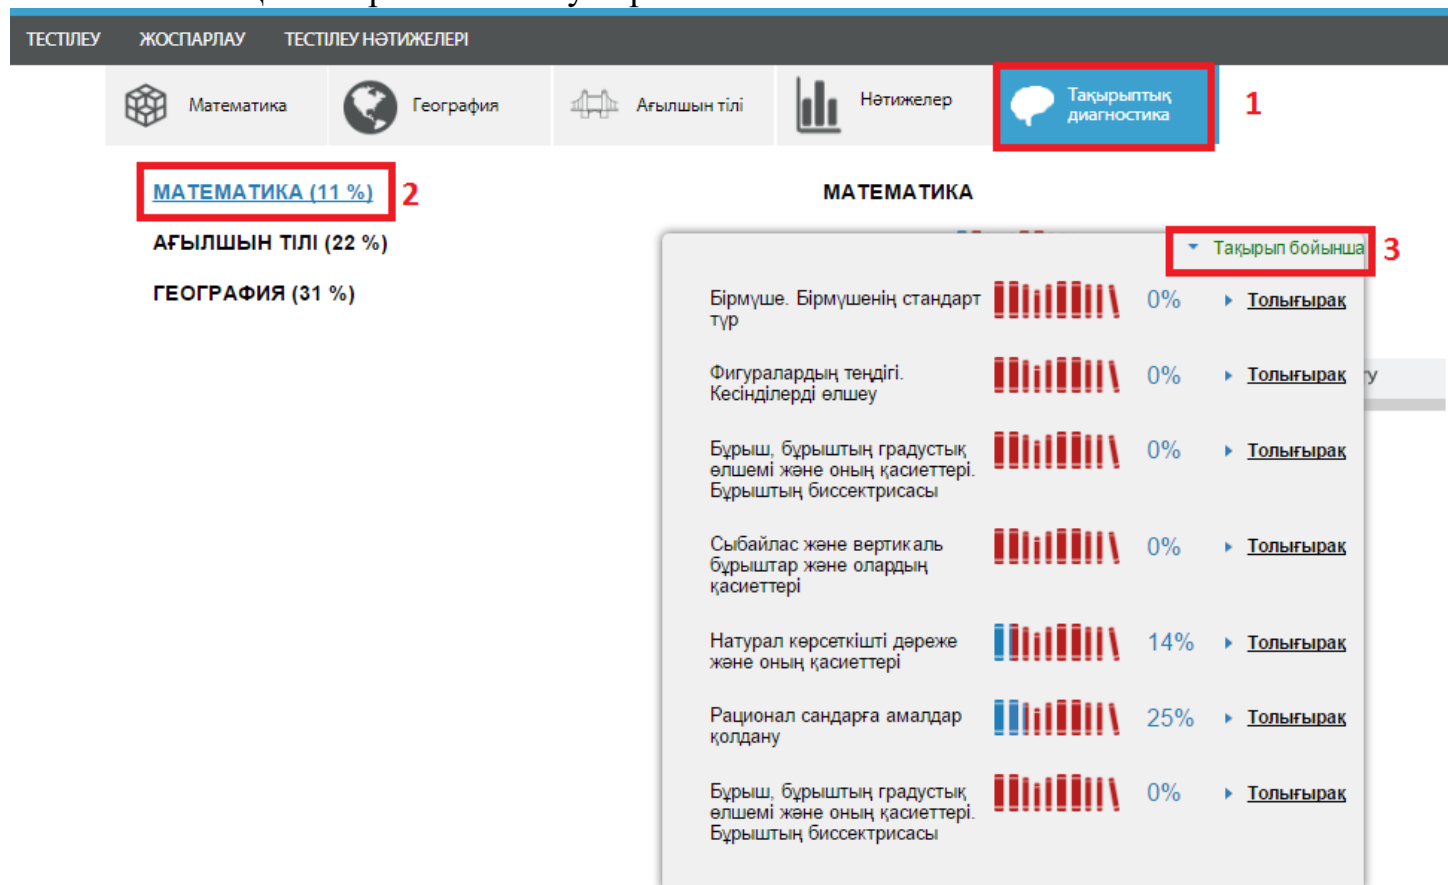 ТЕСТІЛЕУ ЖОСПАРЛАУ ТЕСТІЛЕУ НӘТИЖЕЛЕРІ
Математика География Ағылшын тілі Нәтижелер Тақырыптық
диагностика
1
МАТЕМАТИКА (11 %) 2
АҒЫЛШЫН ТІЛІ (22 %)
ГЕОГРАФИЯ (31 %)
МАТЕМАТИКА
Тақырып бойынша 3
Бірмүше. Бірмүшенің стандарт
түр
0% Толығырақ
Фигуралардың теңдігі.
Кесінділерді өлшеу
0% Толығырақ
Бұрыш, бұрыштың градустық
өлшемі және оның қасиеттері.
Бұрыштың биссектрисасы
0% Толығырақ
Сыбайлас және вертикаль
бұрыштар және олардың
қасиеттері
0% Толығырақ
Натурал көрсеткішті дәреже
және оның қасиеттері
14% Толығырақ
Рационал сандарға амалдар
қолдану
25% Толығырақ
Бұрыш, бұрыштың градустық
өлшемі және оның қасиеттері.
Бұрыштың биссектрисасы
0% Толығырақ